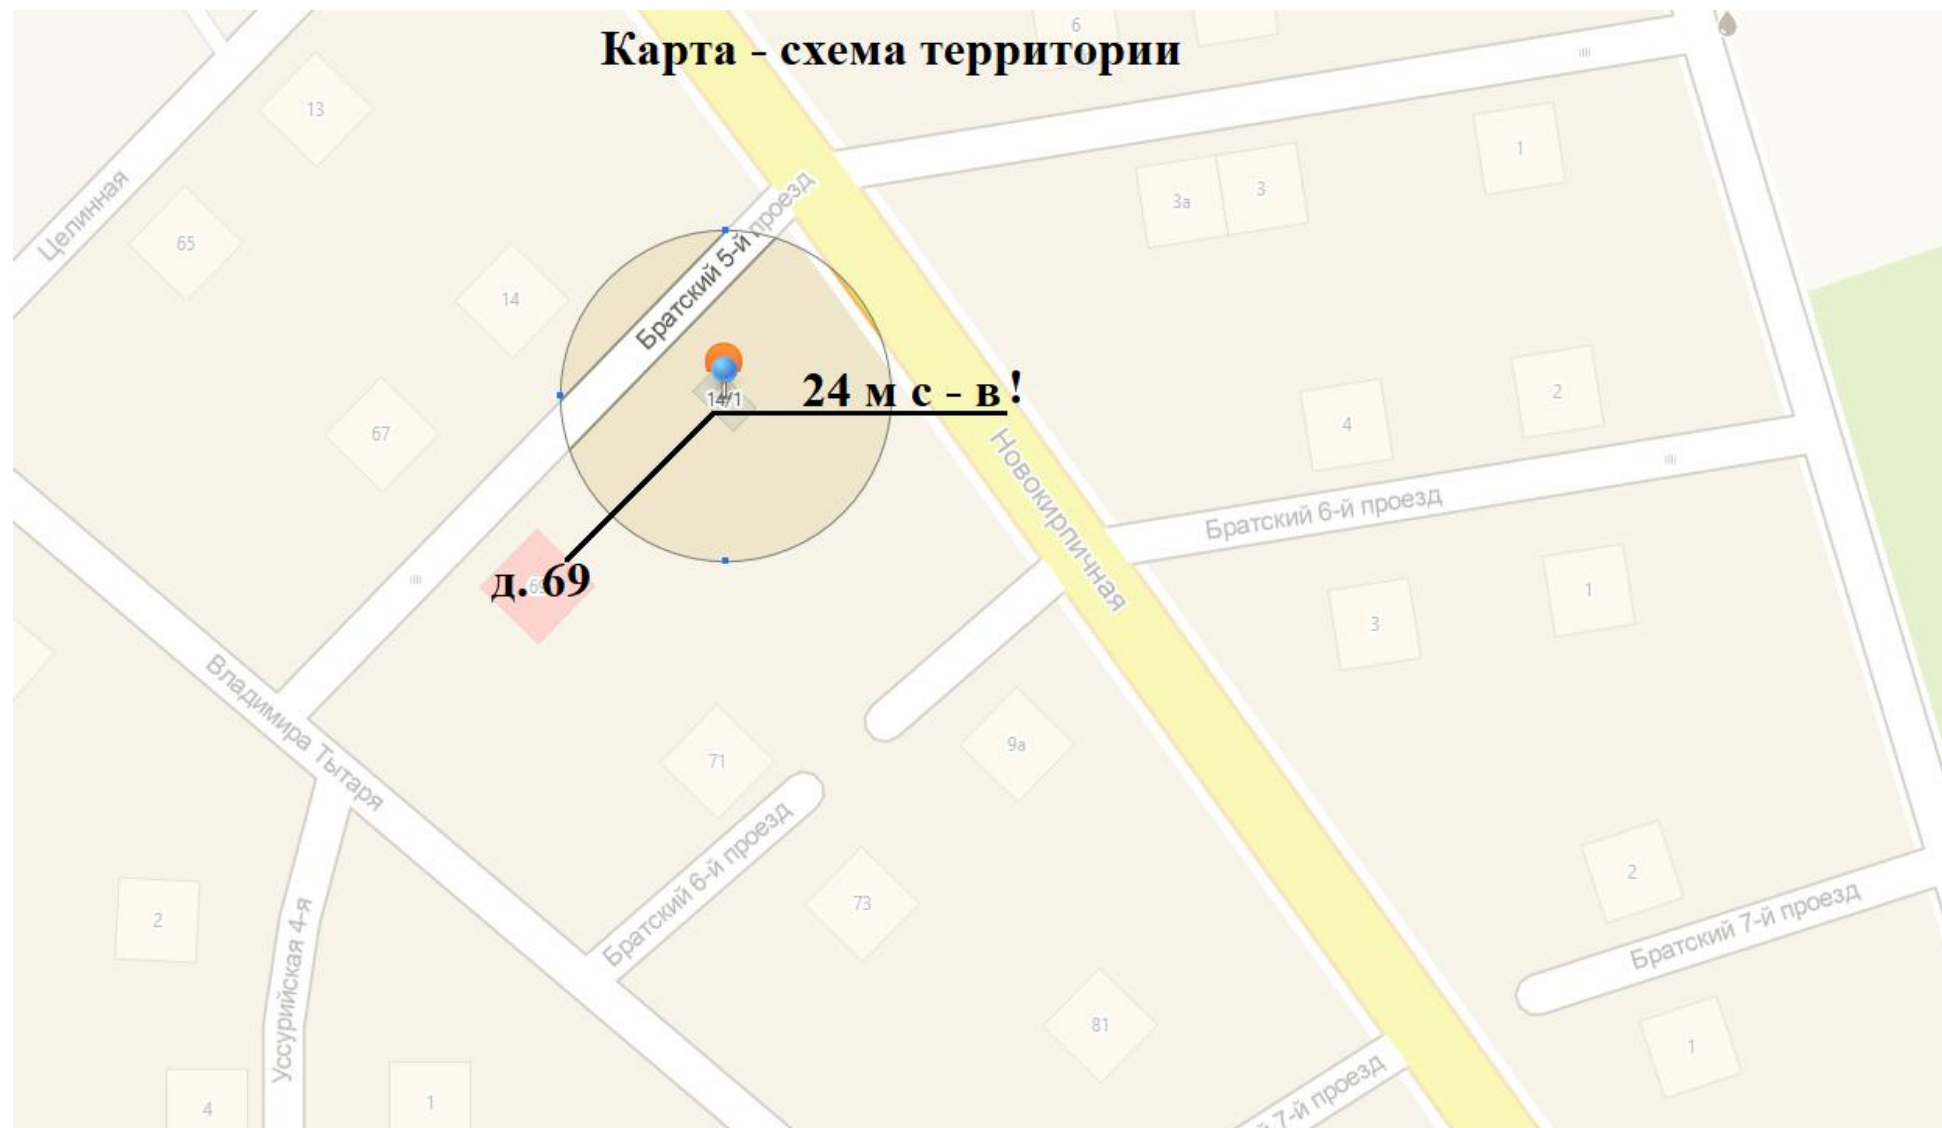 6
Карта - схема территории
13
1
Целинная
65
3а
3
Братский 5-й проезд
14
14/1
24 м с - в!
2
4
67
Новокирпичная
Братский 6-й проезд
д. 69
1
3
Владимира Тытаря
71
9а
Братский 6-й проезд
2
73
2
Братский 7-й проезд
Уссурийская 4-я
81
1
7-й проезд
4
1